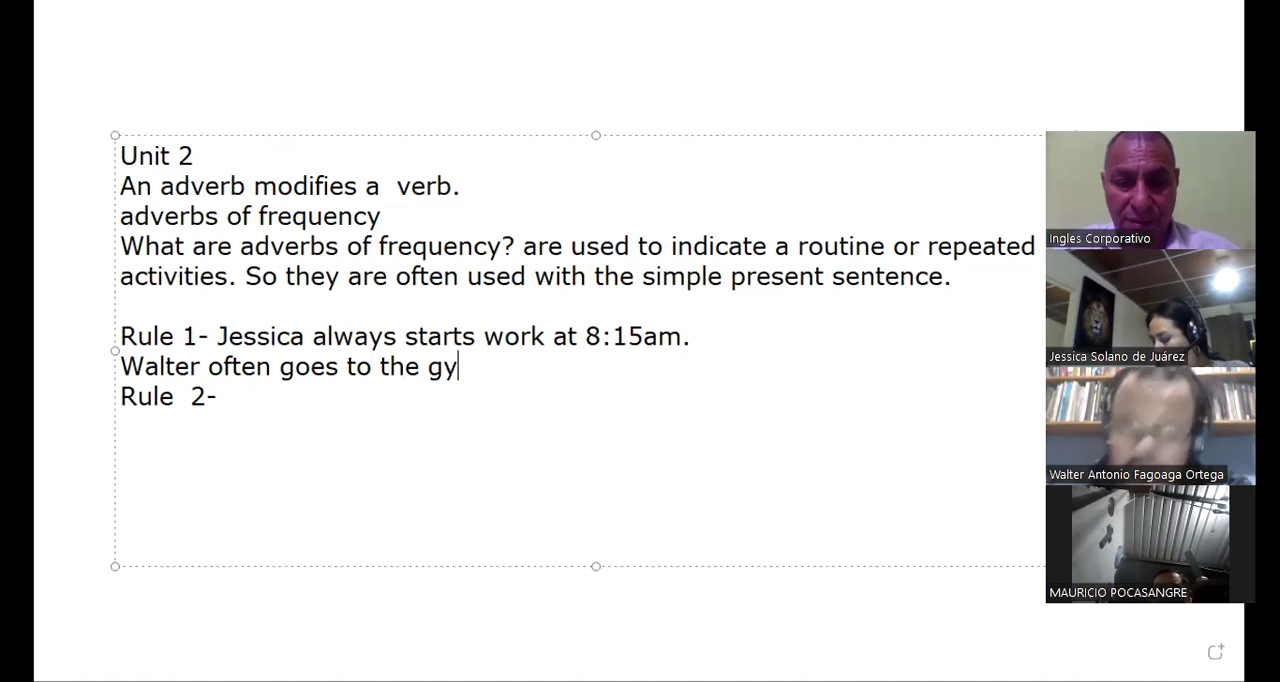 Unit 2
An adverb modifies a  verb.
adverbs of frequency
What are adverbs of frequency? are used to indicate a routine or repeated
activities. So they are often used with the simple present sentence.
Rule 1- Jessica always starts work at 8:15am.
Walter often goes to the gy
Rule  2-
Ingles Corporativo
Jessica Solano de Juárez
Walter Antonio Fagoaga Ortega
MAURICIO POCASANGRE